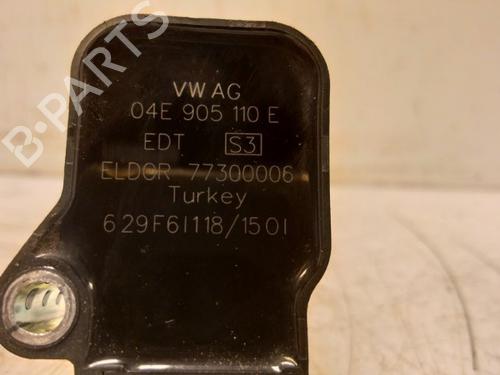 B-PARTS
VW AG
04E 905 110 E
EDT S3
ELDOR 77300006
Turkey
629F61118/1501